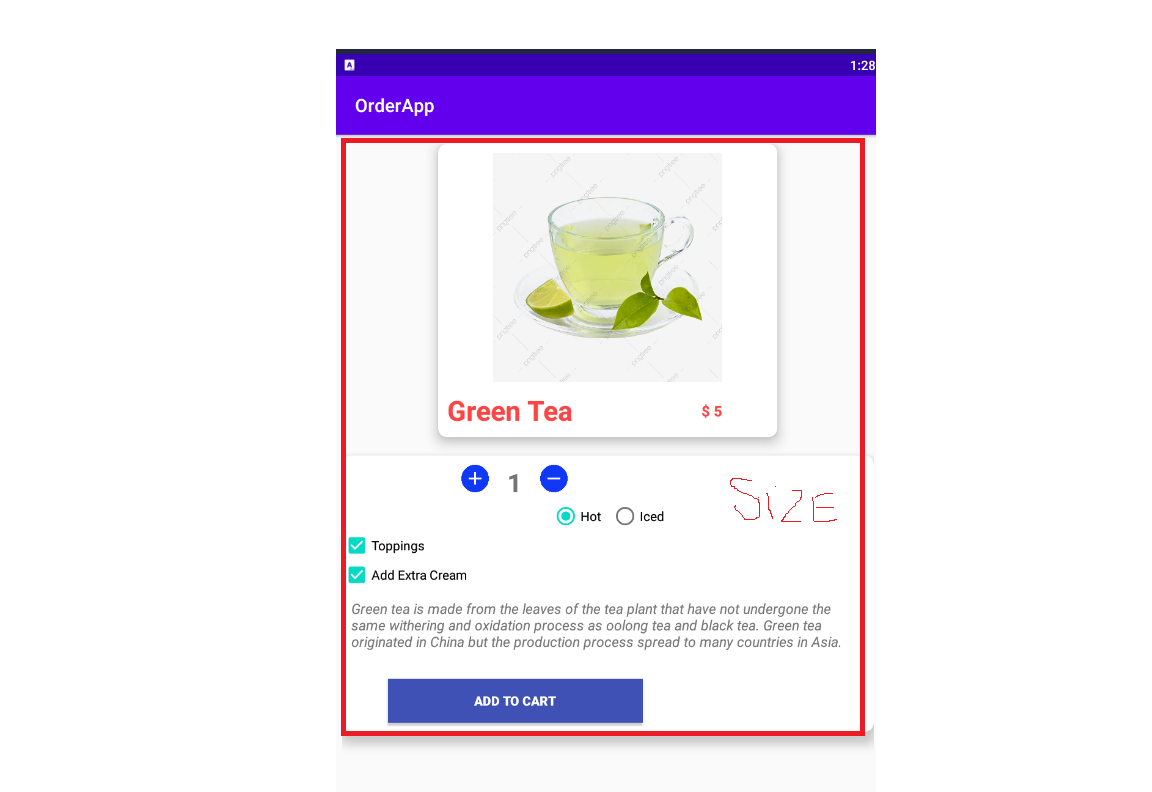 A
1:28
OrderApp
pngtree
Green Tea
$ 5
1
SIZE
Hot
Iced
Toppings
Add Extra Cream
Green tea is made from the leaves of the tea plant that have not undergone the
same withering and oxidation process as oolong tea and black tea. Green tea
originated in China but the production process spread to many countries in Asia.
ADD TO CART